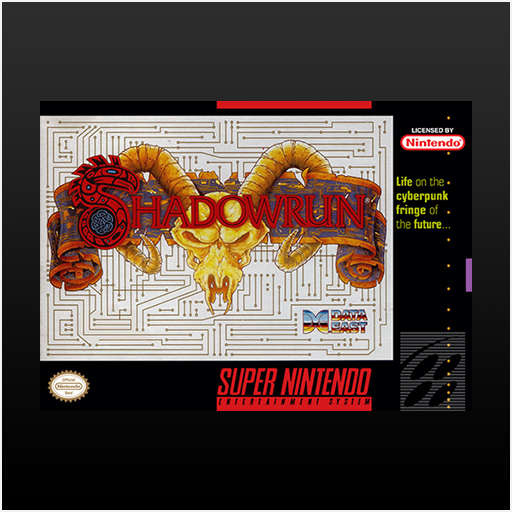 LICENSED BY
Nintendo®
Life on the
cyberpunk
fringe of
the future...
SHADOWRUN®
DATA
EAST
Official
Nintendo
Seal
SUPER NINTENDO
ENTERTAINMENT SYSTEM